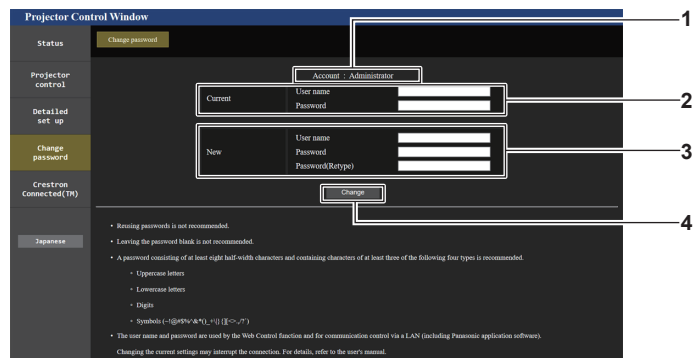 Projector Control Window
1
Status
Change password
Account : Administrator
Projector
control
Current
User name
Password
2
Detailed
set up
Change
password
New
User name
Password
Password(Retype)
3
Crestron
Connected(TM)
Change
4
Japanese
• Reusing passwords is not recommended.
• Leaving the password blank is not recommended.
• A password consisting of at least eight half-width characters and containing characters of at least three of the following four types is recommended.
• Uppercase letters
• Lowercase letters
• Digits
• Symbols (~!@#$%^&*()_+\|}{][<>.,/?`)
• The user name and password are used by the Web Control function and for communication control via a LAN (including Panasonic application software).
Changing the current settings may interrupt the connection. For details, refer to the user's manual.